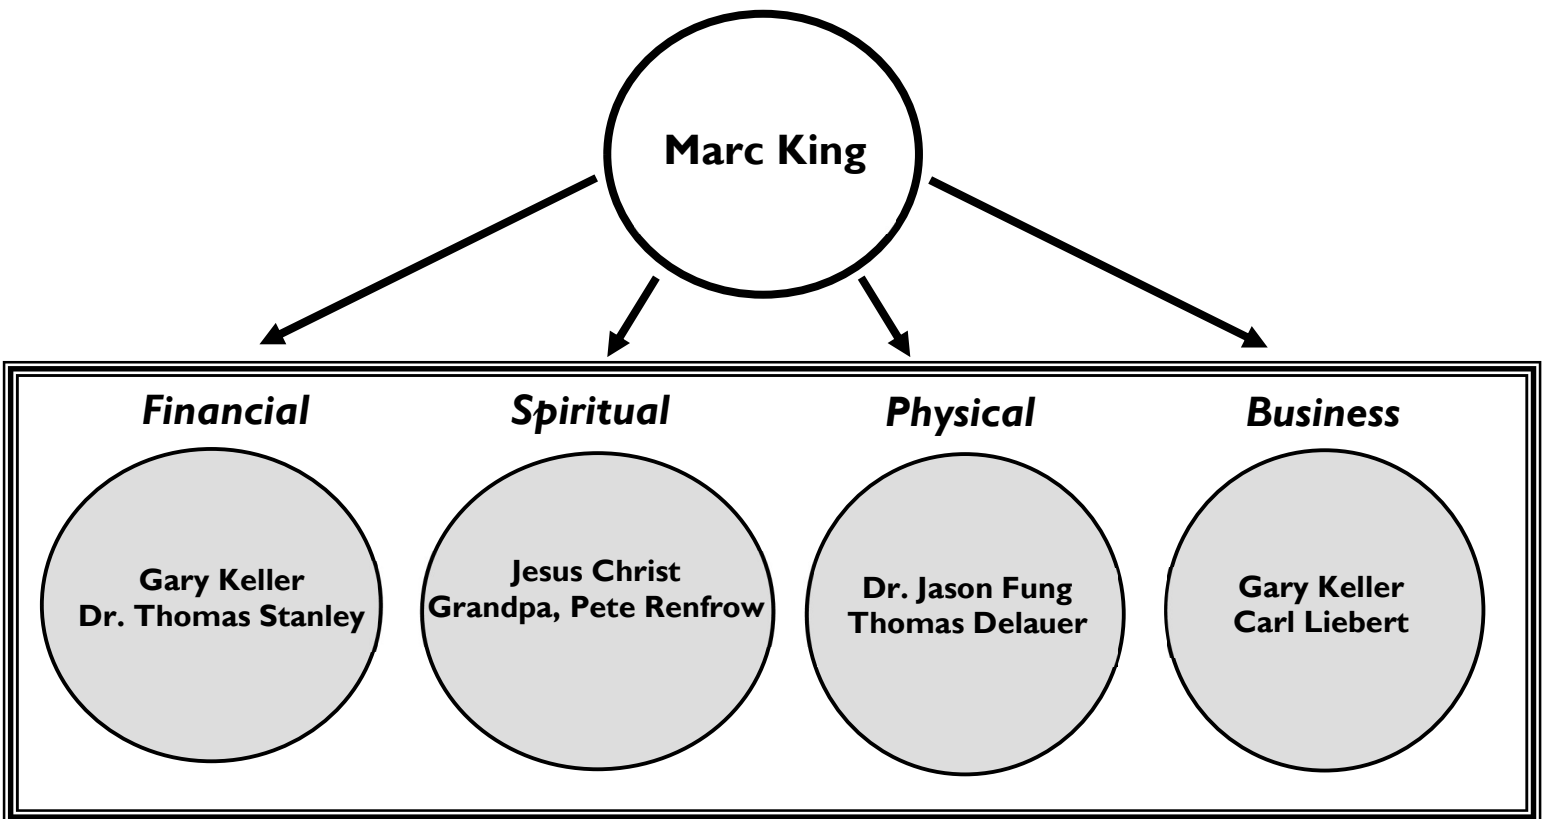 Marc King
Financial
Spiritual
Physical
Business
Gary Keller
Dr. Thomas Stanley
Jesus Christ
Grandpa, Pete Renfrow
Dr. Jason Fung
Thomas Delauer
Gary Keller
Carl Liebert